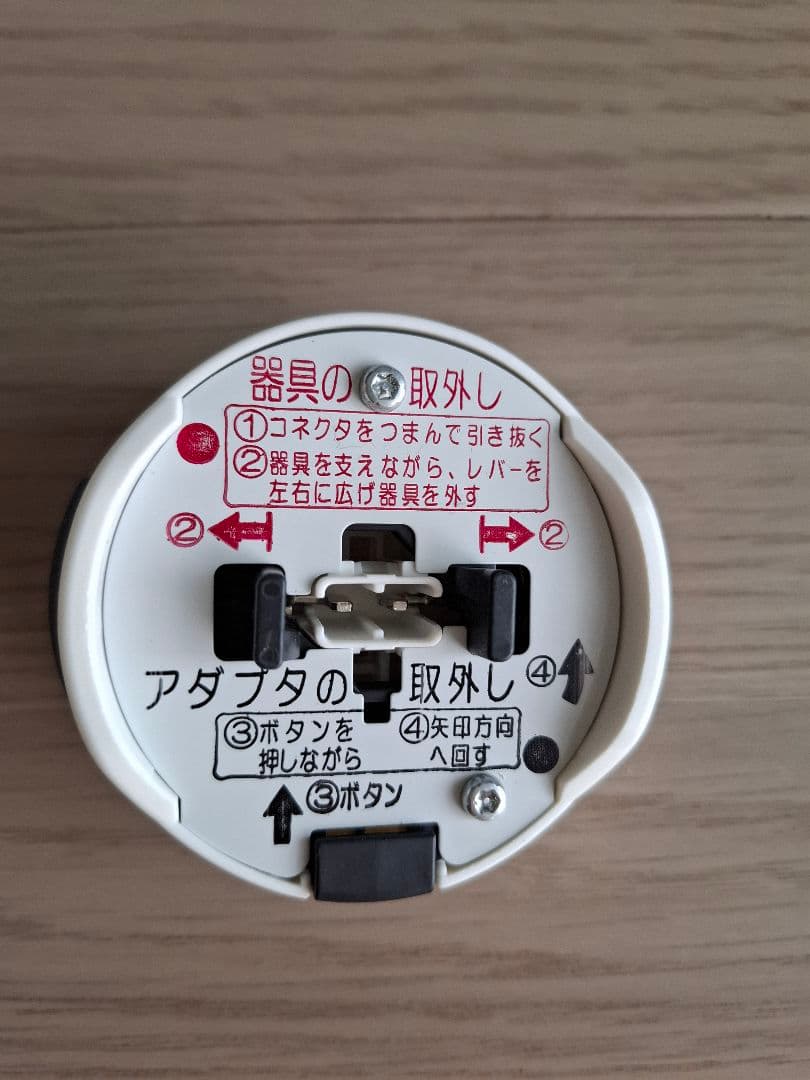 器具の取外し
①コネクタをつまんで引き抜く
②器具を支えながら、レバーを
左右に広げ器具を外す
② ②
アダプタの取外し ④
③ボタンを 押しながら
④矢印方向 へ回す
③ボタン